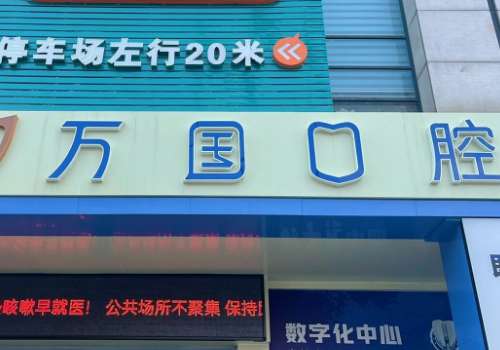 停车场左行20米
万国口腔
咳嗽早就医! 公共场所不聚集 保持
数字化中心